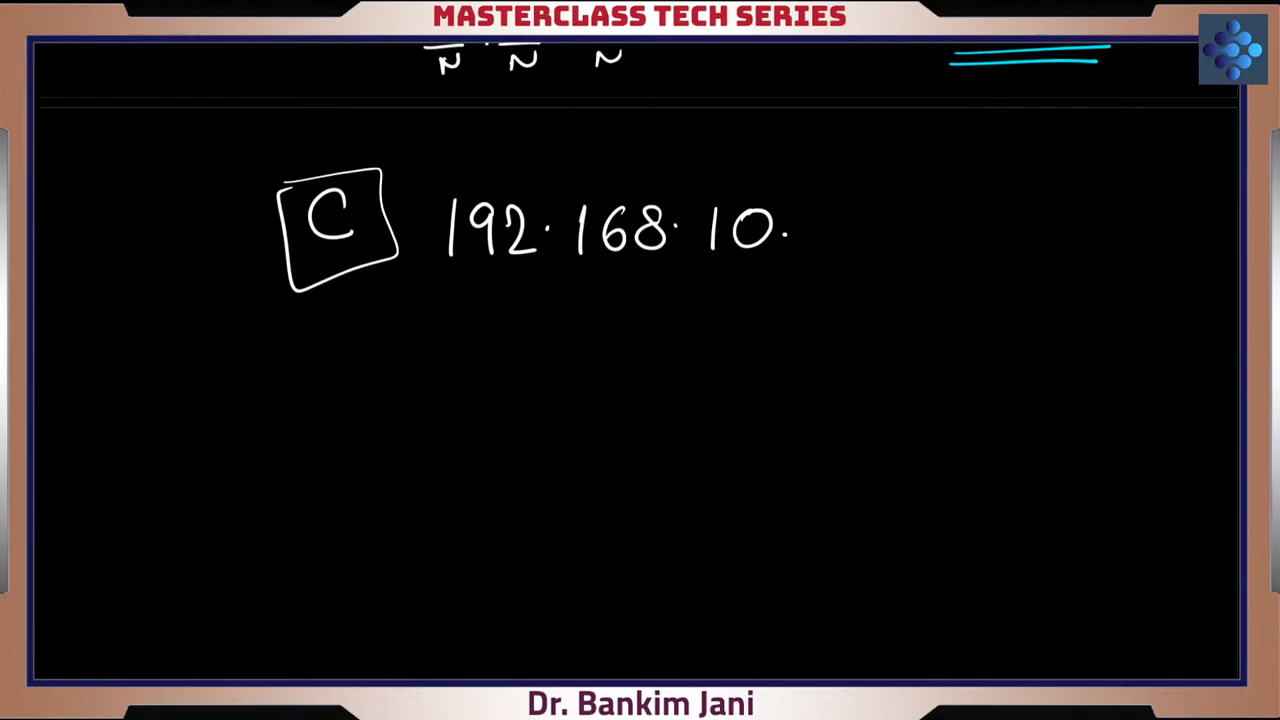 MASTERCLASS TECH SERIES
N N N
C 192.168.10.
Dr. Bankim Jani